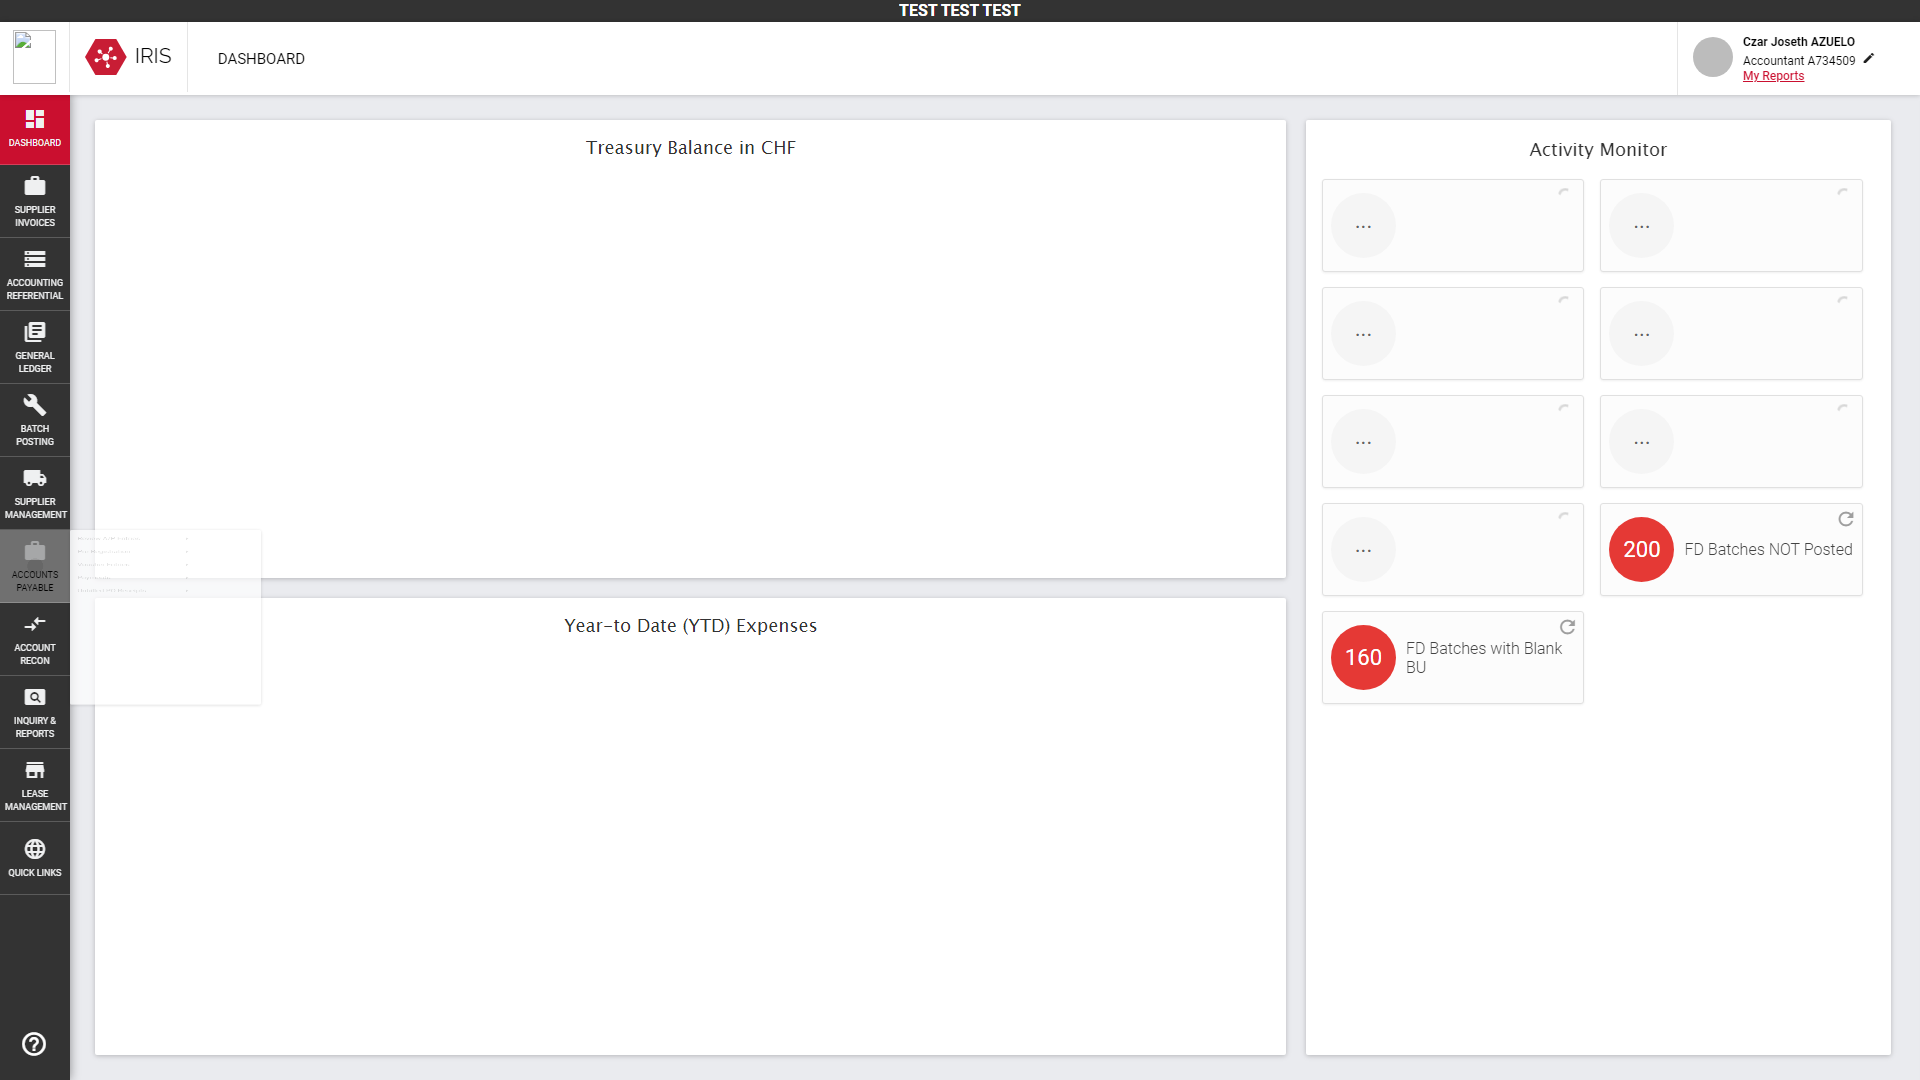 TEST TEST TEST
IRIS
DASHBOARD
Czar Joseth AZUELO
Accountant A734509
My Reports
DASHBOARD
SUPPLIER
INVOICES
ACCOUNTING
REFERENTIAL
GENERAL
LEDGER
BATCH
POSTING
SUPPLIER
MANAGEMENT
ACCOUNTS
PAYABLE
ACCOUNT
RECON
INQUIRY &
REPORTS
LEASE
MANAGEMENT
QUICK LINKS
Treasury Balance in CHF
Year-to Date (YTD) Expenses
Activity Monitor
...
...
...
...
...
...
...
200
FD Batches NOT Posted
160
FD Batches with Blank
BU